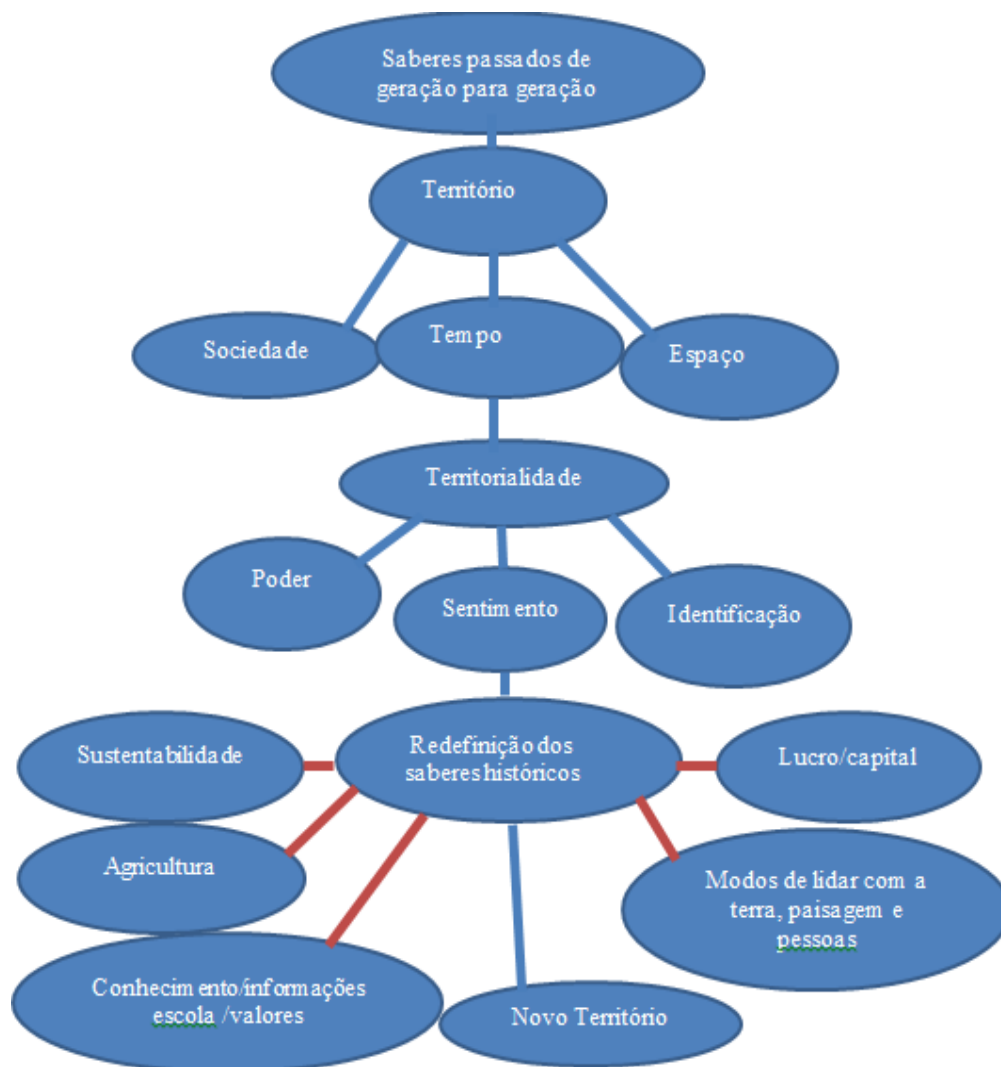 Saberes passados de
geração para geração
Território
Sociedade
Tempo
Espaço
Territorialidade
Poder
Sentimento
Identificação
Sustentabilidade
Redefinição dos
saberes históricos
Lucro/capital
Agricultura
Modos de lidar com a
terra, paisagem e
pessoas
Conhecimento/informações
escola /valores
Novo Território